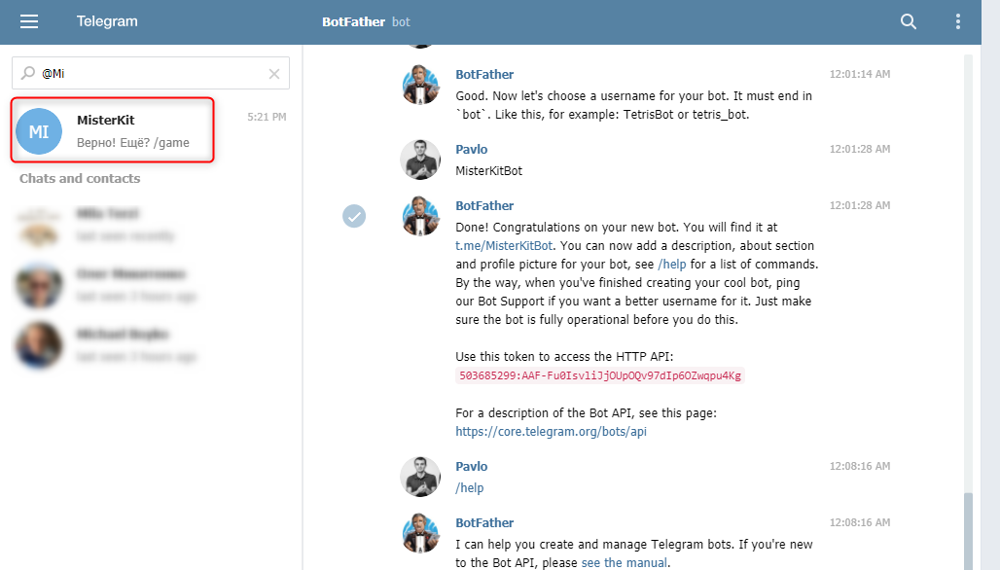 Telegram
@Mi
MI
MisterKit
5:21 PM
Верно! Ещё? /game
Chats and contacts
BotFather bot
BotFather 12:01:14 AM
Good. Now let's choose a username for your bot. It must end in
`bot`. Like this, for example: TetrisBot or tetris_bot.
Pavlo 12:01:28 AM
MisterKitBot
BotFather 12:01:28 AM
Done! Congratulations on your new bot. You will find it at
t.me/MisterKitBot. You can now add a description, about section
and profile picture for your bot, see /help for a list of commands.
By the way, when you've finished creating your cool bot, ping
our Bot Support if you want a better username for it. Just make
sure the bot is fully operational before you do this.
Use this token to access the HTTP API:
503685299:AAF-Fu0IsvliJjOUpOQv97dIp6OZwqpu4Kg
For a description of the Bot API, see this page:
https://core.telegram.org/bots/api
Pavlo 12:08:16 AM
/help
BotFather 12:08:16 AM
I can help you create and manage Telegram bots. If you're new
to the Bot API, please see the manual.